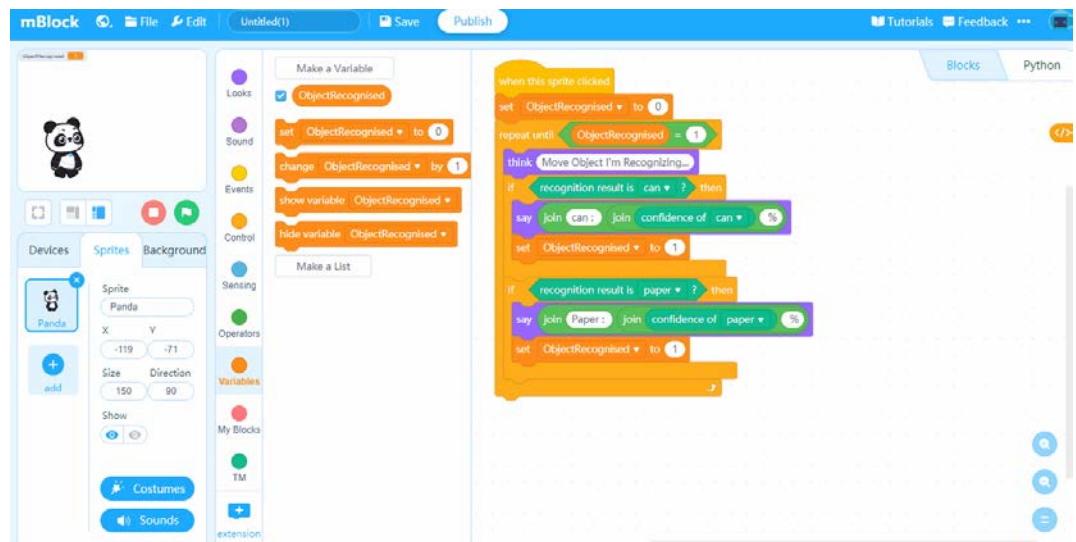 mBlock File Edit Untitled(1) Save Publish Tutorials Feedback
ObjectRecognised
Devices Sprites Background
Panda
add
Sprite
Panda
X Y
-119 -71
Size Direction
150 90
Show
Costumes
Sounds
Looks
Sound
Events
Control
Sensing
Operators
Variables
My Blocks
TM
extension
Make a Variable
ObjectRecognised
set ObjectRecognised to 0
change ObjectRecognised by 1
show variable ObjectRecognised
hide variable ObjectRecognised
Make a List
Blocks Python
when this sprite clicked
set ObjectRecognised to 0
repeat until ObjectRecognised = 1
think Move Object I'm Recognizing...
if recognition result is can ? then
say join can : join confidence of can %
set ObjectRecognised to 1
if recognition result is paper ? then
say join Paper : join confidence of paper %
set ObjectRecognised to 1